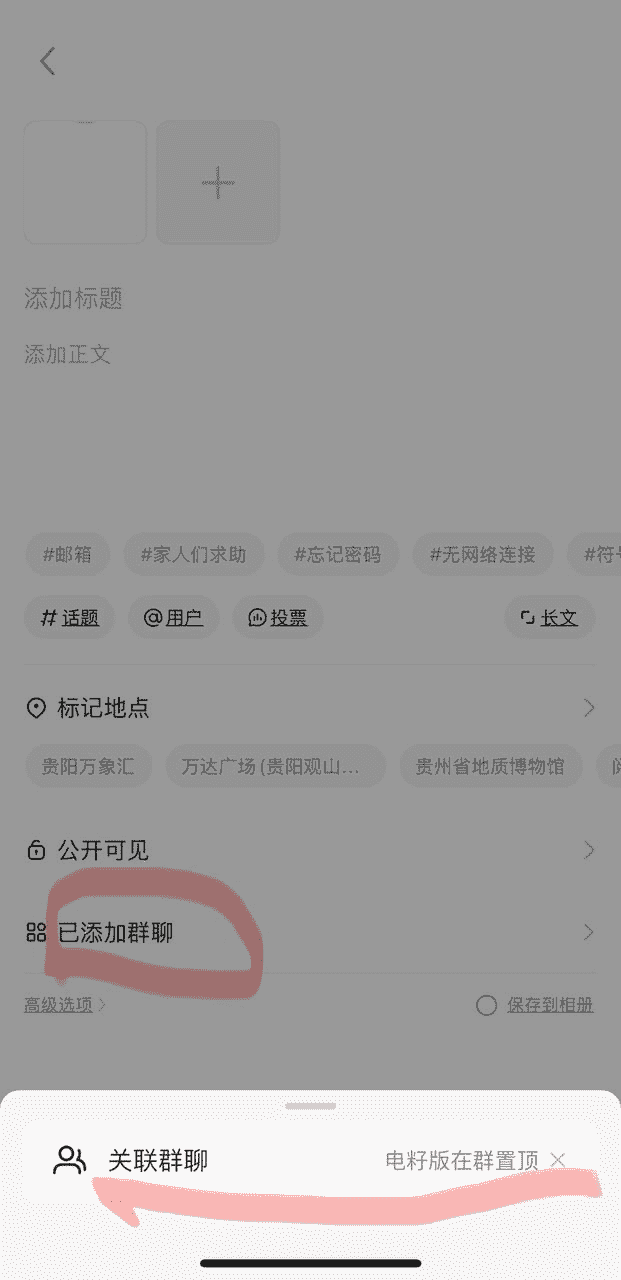 添加标题
添加正文
#邮箱 #家人们求助 #忘记密码 #无网络连接 #符号
#话题 @用户 投票 长文
标记地点
贵阳万象汇 万达广场(贵阳观山... 贵州省地质博物馆
公开可见
已添加群聊
高级选项 保存到相册
关联群聊 电籽版在群置顶